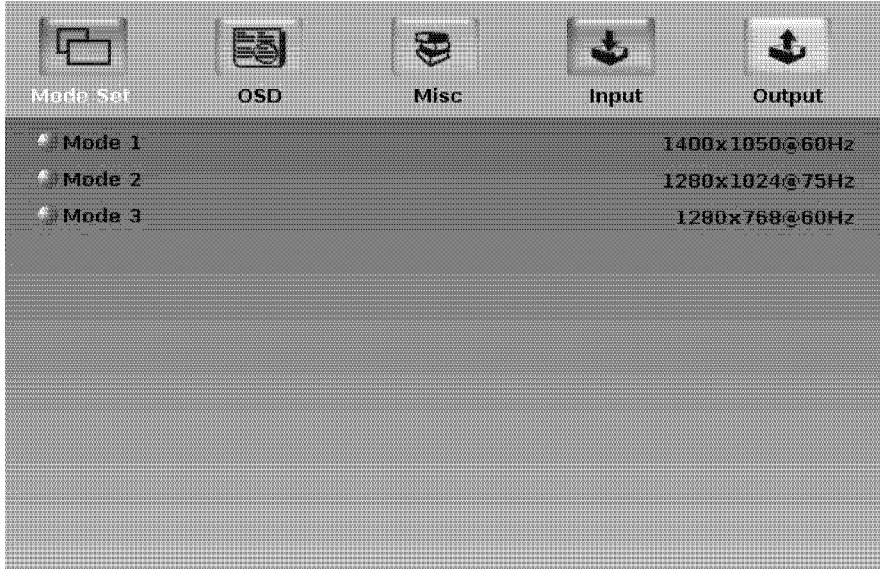 Mode Set OSD Misc Input Output
Mode 1 1400x1050@60Hz
Mode 2 1280x1024@75Hz
Mode 3 1280x768@60Hz